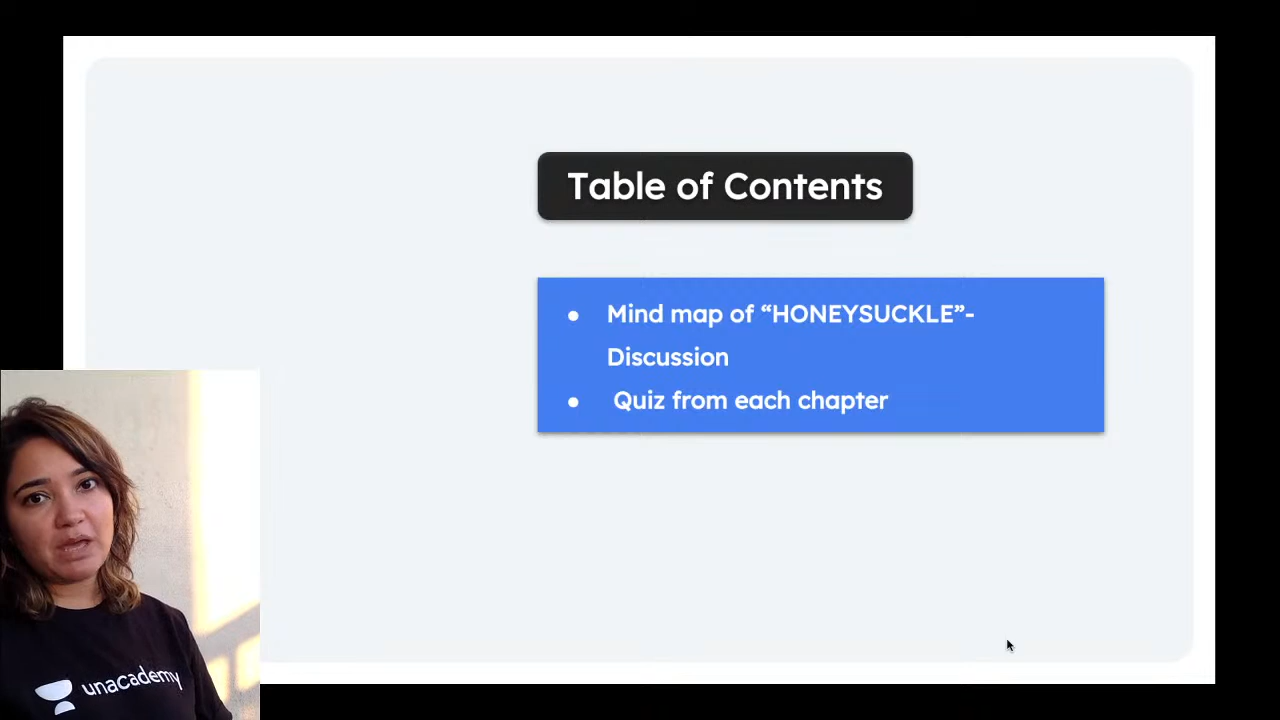 Table of Contents
● Mind map of “HONEYSUCKLE”-
Discussion
● Quiz from each chapter
unacademy